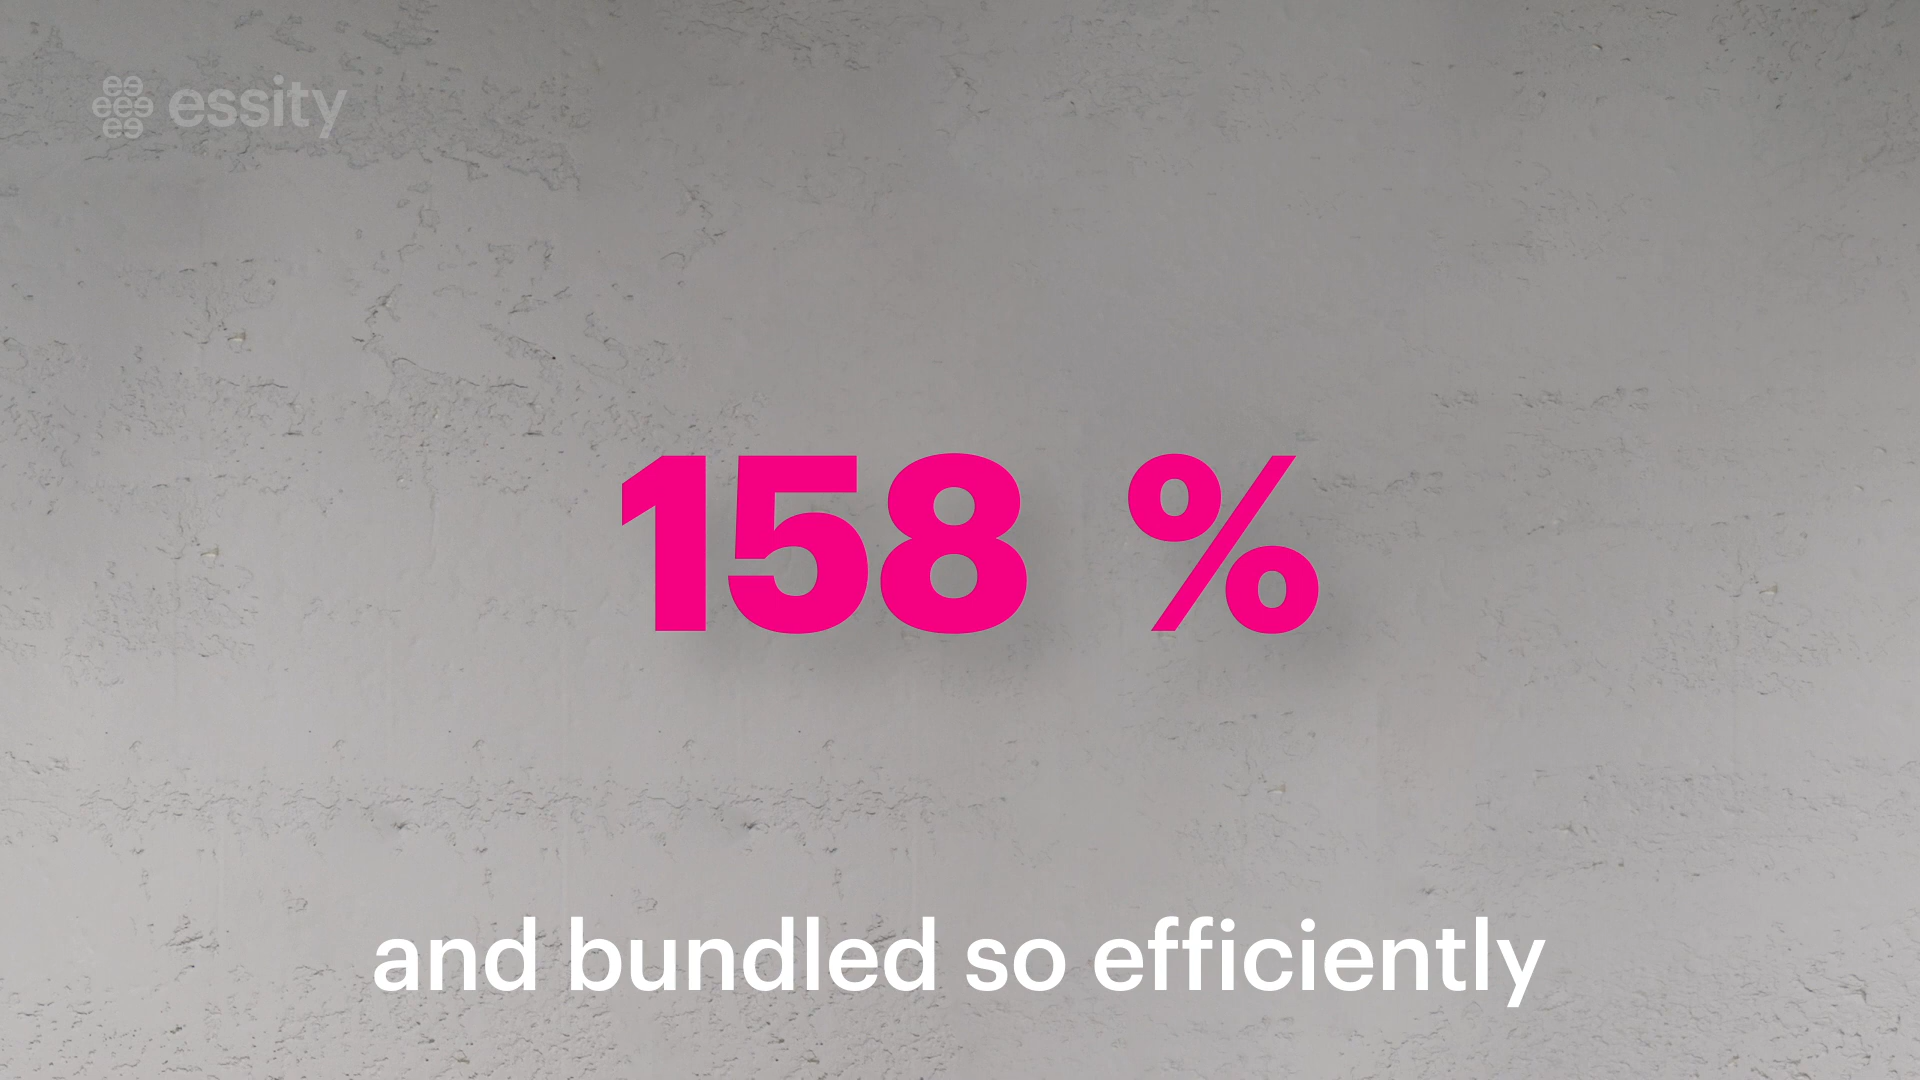 essity
158 %
and bundled so efficiently